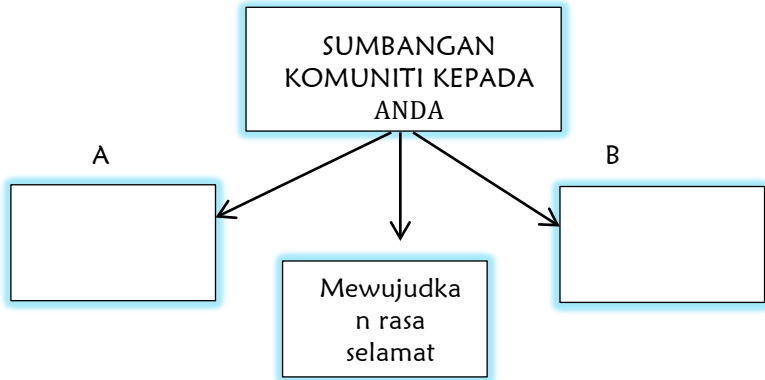 SUMBANGAN
KOMUNITI KEPADA
ANDA
A
B
Mewujudka
n rasa
selamat